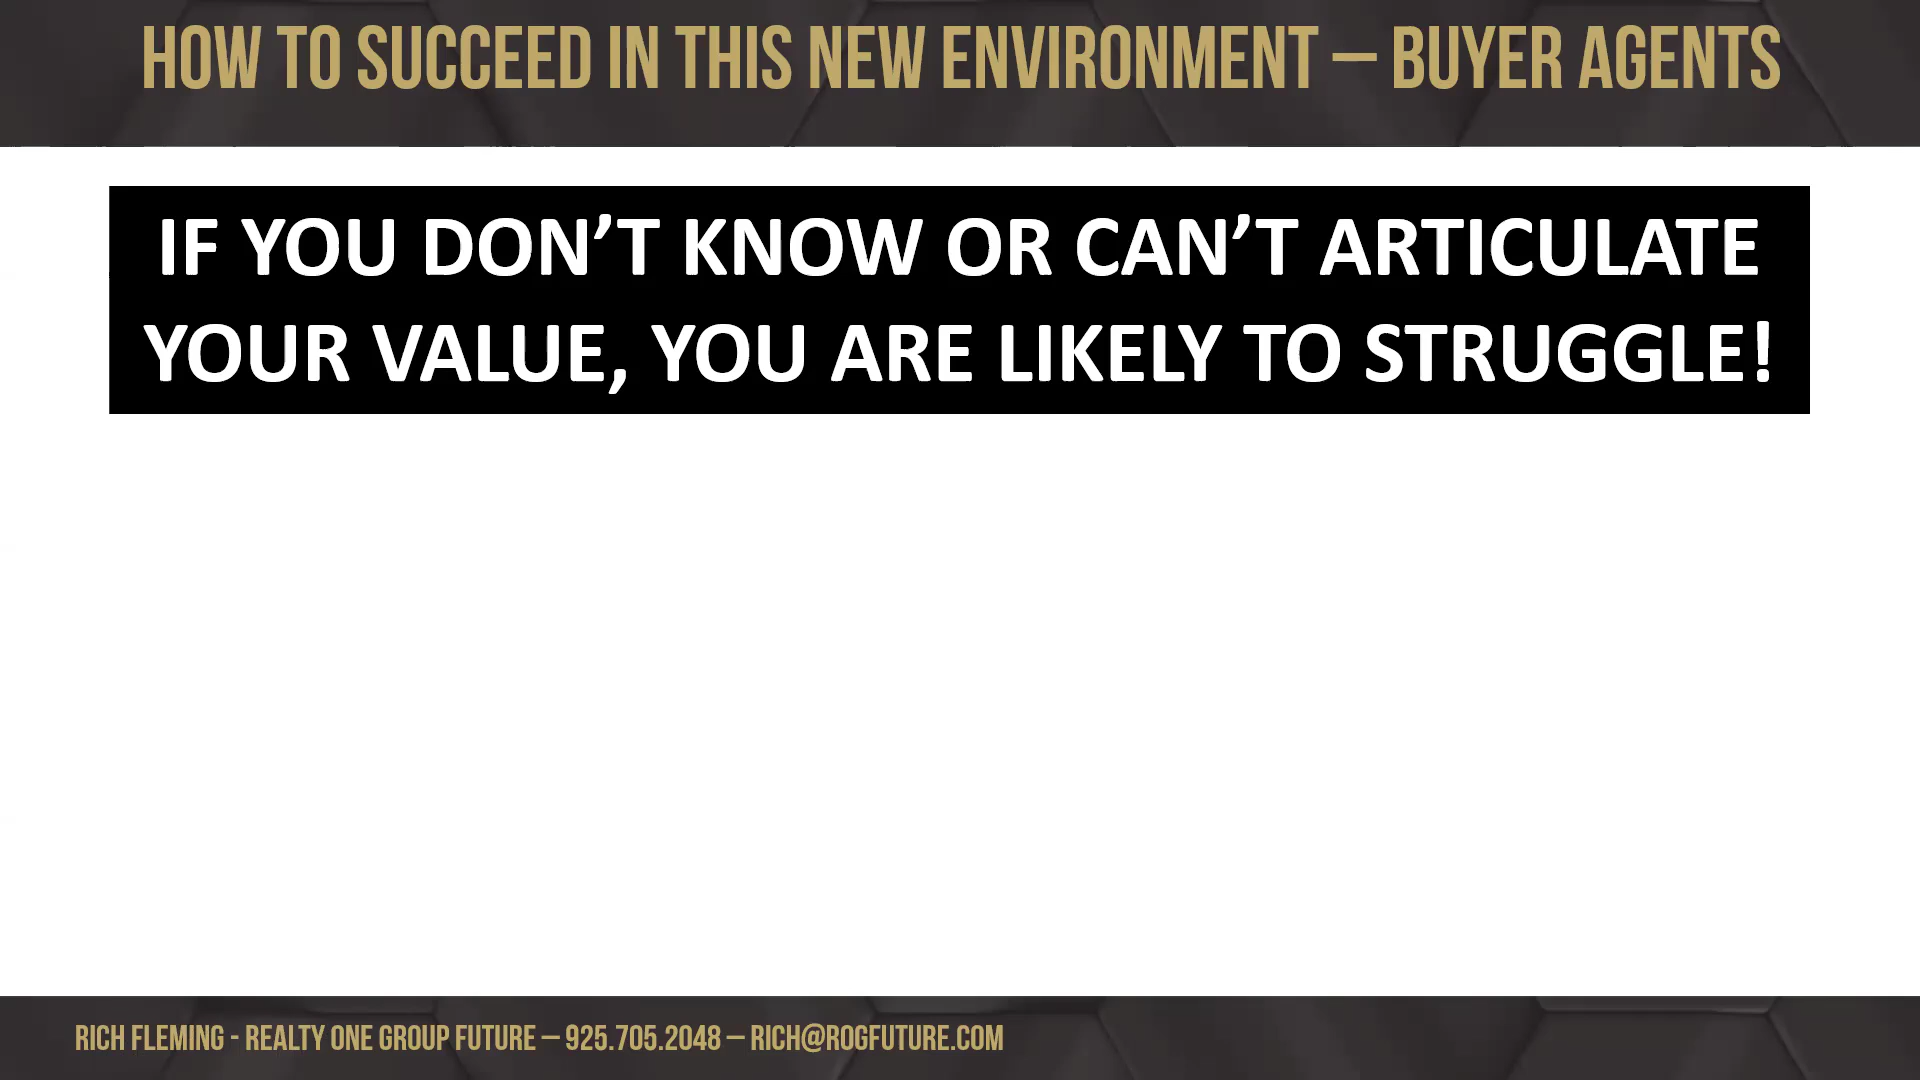 HOW TO SUCCEED IN THIS NEW ENVIRONMENT – BUYER AGENTS
IF YOU DON’T KNOW OR CAN’T ARTICULATE
YOUR VALUE, YOU ARE LIKELY TO STRUGGLE!
RICH FLEMING - REALTY ONE GROUP FUTURE – 925.705.2048 – RICH@ROGFUTURE.COM